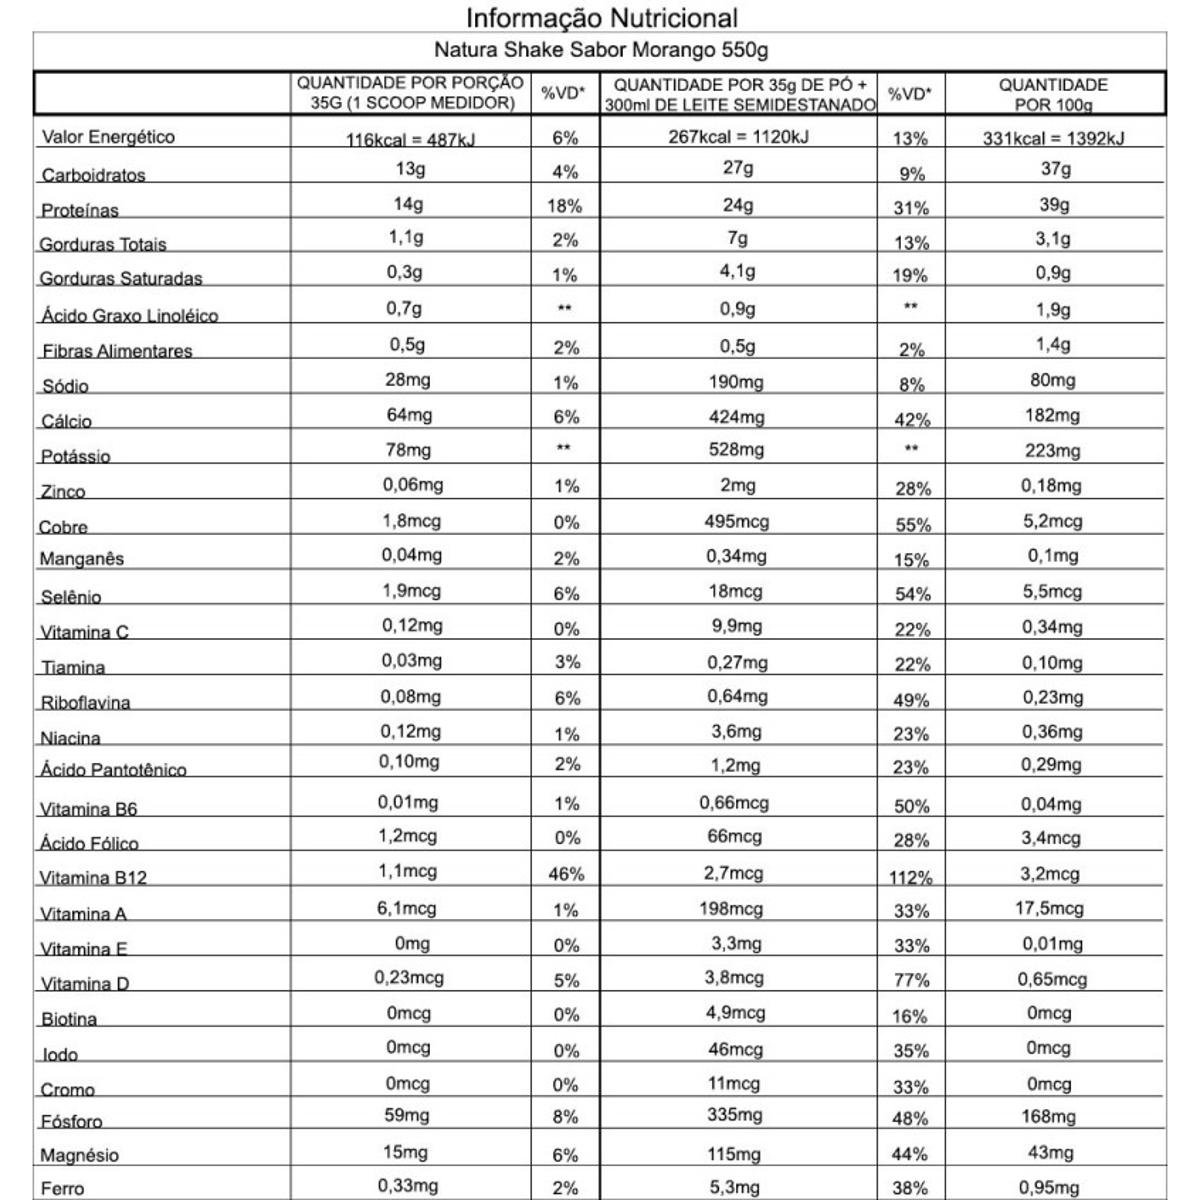 Informação Nutricional
Natura Shake Sabor Morango 550g
QUANTIDADE POR PORÇÃO 35G (1 SCOOP MEDIDOR) %VD* QUANTIDADE POR 35g DE PÓ + 300ml DE LEITE SEMIDESTANADO %VD* QUANTIDADE POR 100g
Valor Energético 116kcal = 487kJ 6% 267kcal = 1120kJ 13% 331kcal = 1392kJ
Carboidratos 13g 4% 27g 9% 37g
Proteínas 14g 18% 24g 31% 39g
Gorduras Totais 1,1g 2% 7g 13% 3,1g
Gorduras Saturadas 0,3g 1% 4,1g 19% 0,9g
Ácido Graxo Linoléico 0,7g ** 0,9g ** 1,9g
Fibras Alimentares 0,5g 2% 0,5g 2% 1,4g
Sódio 28mg 1% 190mg 8% 80mg
Cálcio 64mg 6% 424mg 42% 182mg
Potássio 78mg ** 528mg ** 223mg
Zinco 0,06mg 1% 2mg 28% 0,18mg
Cobre 1,8mcg 0% 495mcg 55% 5,2mcg
Manganês 0,04mg 2% 0,34mg 15% 0,1mg
Selênio 1,9mcg 6% 18mcg 54% 5,5mcg
Vitamina C 0,12mg 0% 9,9mg 22% 0,34mg
Tiamina 0,03mg 3% 0,27mg 22% 0,10mg
Riboflavina 0,08mg 6% 0,64mg 49% 0,23mg
Niacina 0,12mg 1% 3,6mg 23% 0,36mg
Ácido Pantotênico 0,10mg 2% 1,2mg 23% 0,29mg
Vitamina B6 0,01mg 1% 0,66mcg 50% 0,04mg
Ácido Fólico 1,2mcg 0% 66mcg 28% 3,4mcg
Vitamina B12 1,1mcg 46% 2,7mcg 112% 3,2mcg
Vitamina A 6,1mcg 1% 198mcg 33% 17,5mcg
Vitamina E 0mg 0% 3,3mg 33% 0,01mg
Vitamina D 0,23mcg 5% 3,8mcg 77% 0,65mcg
Biotina 0mcg 0% 4,9mcg 16% 0mcg
Iodo 0mcg 0% 46mcg 35% 0mcg
Cromo 0mcg 0% 11mcg 33% 0mcg
Fósforo 59mg 8% 335mg 48% 168mg
Magnésio 15mg 6% 115mg 44% 43mg
Ferro 0,33mg 2% 5,3mg 38% 0,95mg